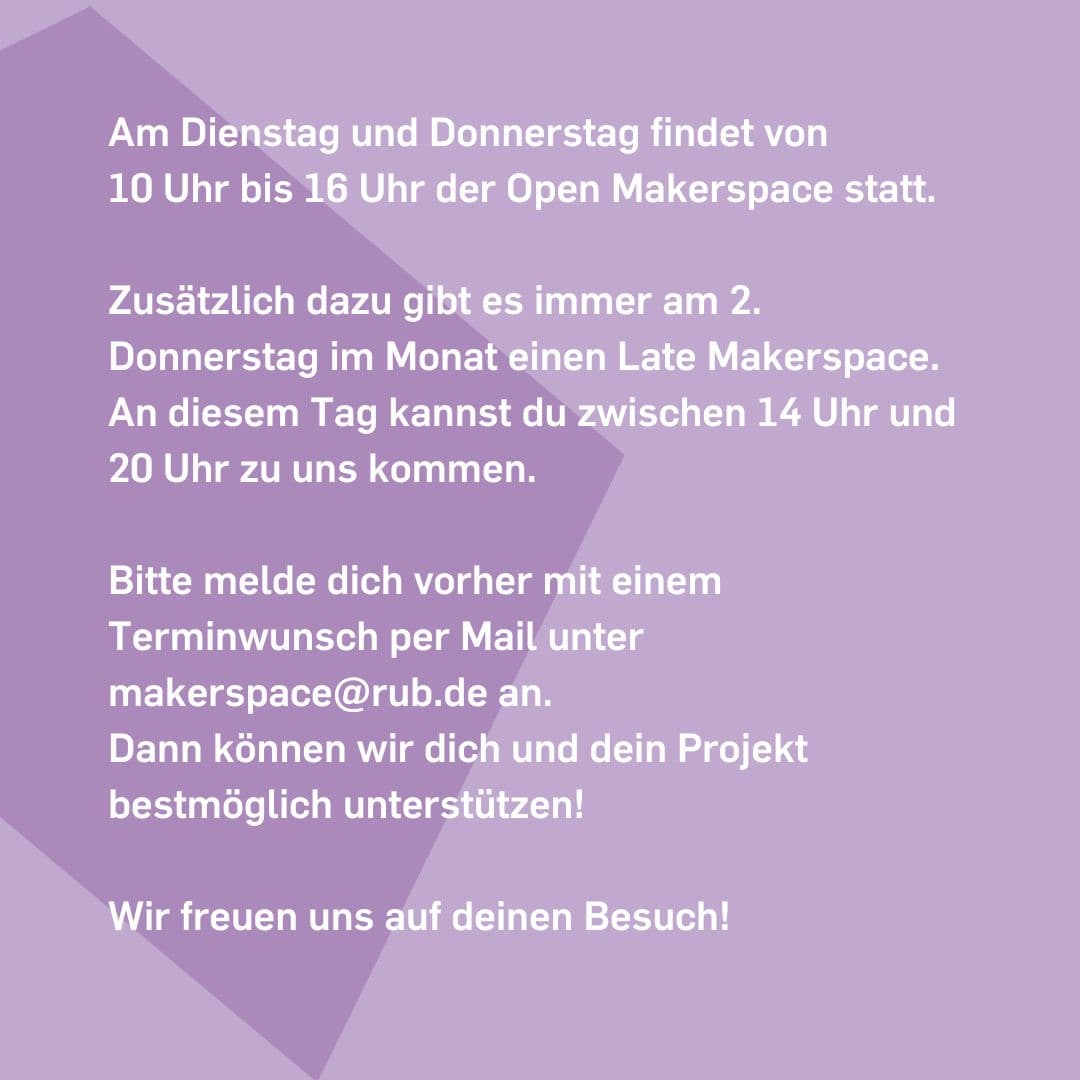 Am Dienstag und Donnerstag findet von
10 Uhr bis 16 Uhr der Open Makerspace statt.
Zusätzlich dazu gibt es immer am 2.
Donnerstag im Monat einen Late Makerspace.
An diesem Tag kannst du zwischen 14 Uhr und
20 Uhr zu uns kommen.
Bitte melde dich vorher mit einem
Terminwunsch per Mail unter
makerspace@rub.de an.
Dann können wir dich und dein Projekt
bestmöglich unterstützen!
Wir freuen uns auf deinen Besuch!